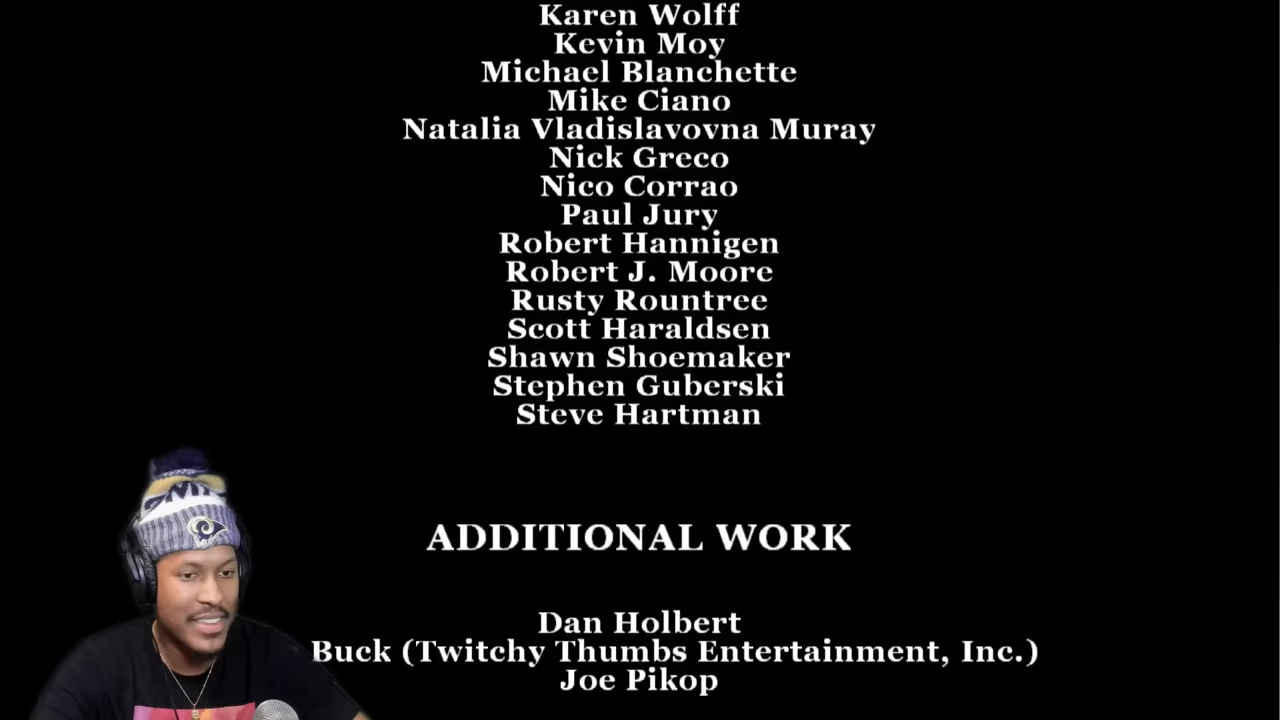 Karen Wolff
Kevin Moy
Michael Blanchette
Mike Ciano
Natalia Vladislavovna Muray
Nick Greco
Nico Corrao
Paul Jury
Robert Hannigen
Robert J. Moore
Rusty Rountree
Scott Haraldsen
Shawn Shoemaker
Stephen Guberski
Steve Hartman
ADDITIONAL WORK
Dan Holbert
Buck (Twitchy Thumbs Entertainment, Inc.)
Joe Pikop